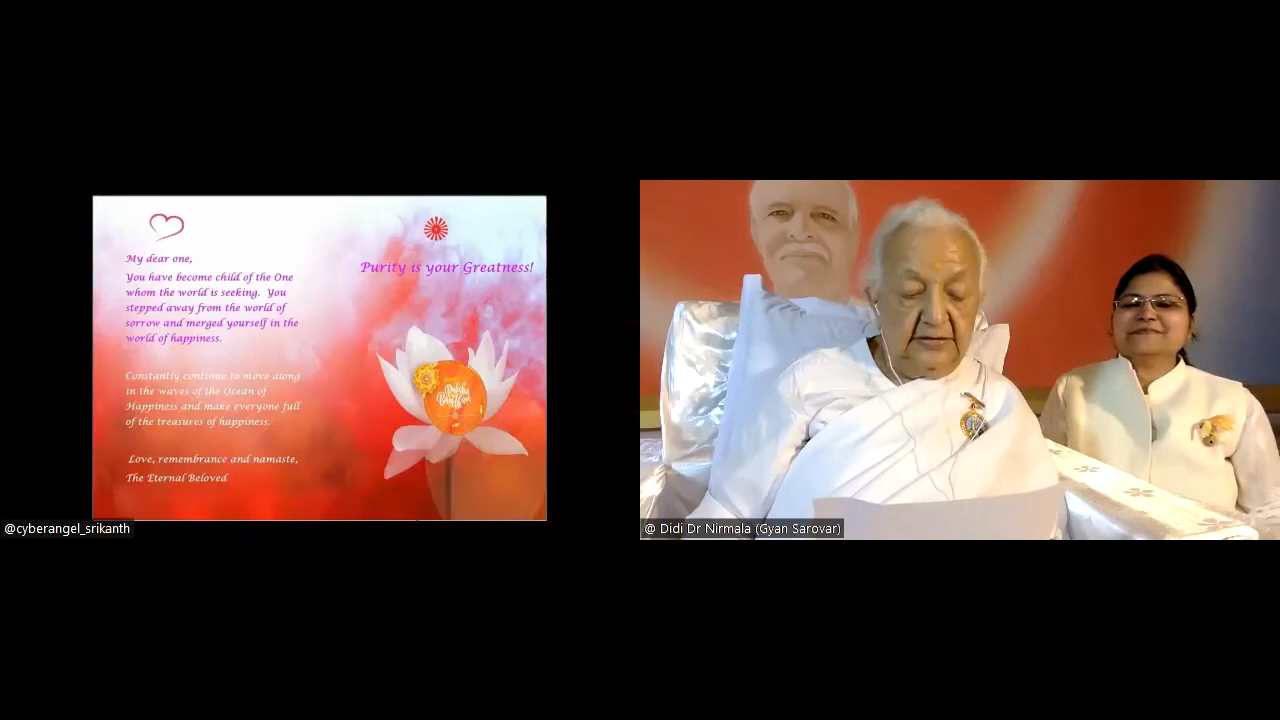 My dear one,
You have become child of the One
whom the world is seeking. You
stepped away from the world of
sorrow and merged yourself in the
world of happiness.
Constantly continue to move along
in the waves of the Ocean of
Happiness and make everyone full
of the treasures of happiness.
Love, remembrance and namaste,
The Eternal Beloved
Purity is your Greatness!
Raksha
Bandhan
@cyberangel_srikanth
@ Didi Dr Nirmala (Gyan Sarovar)